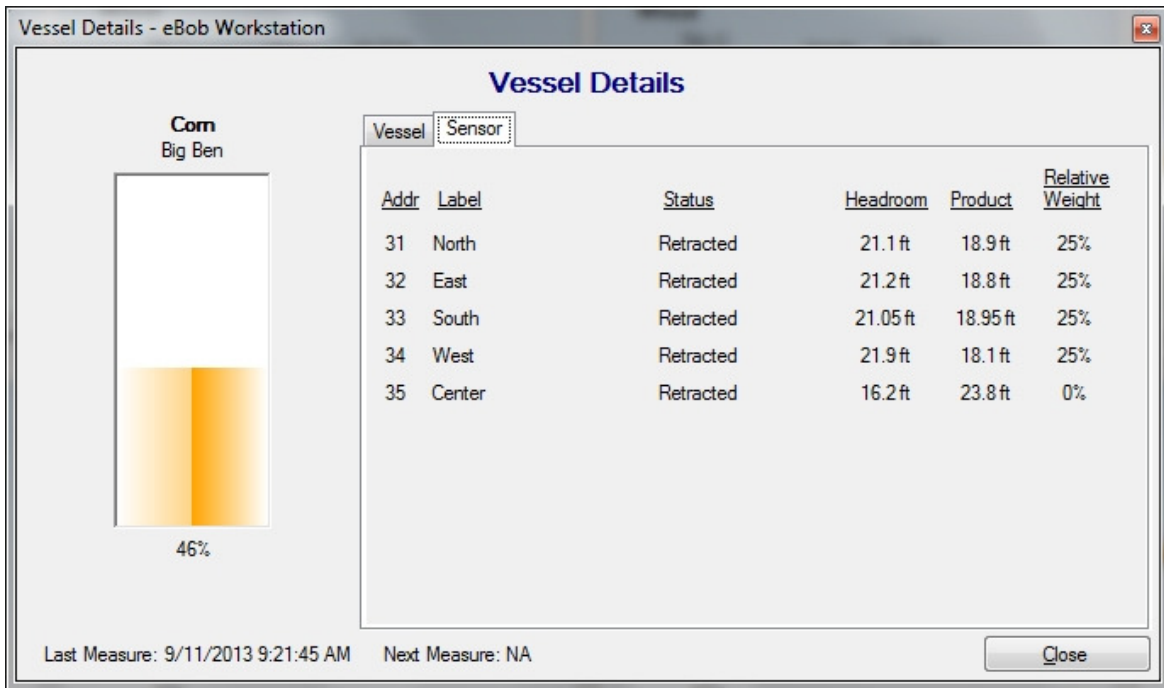 Vessel Details - eBob Workstation
Vessel Details
Corn
Big Ben
46%
Vessel Sensor
Addr Label Status Headroom Product Relative Weight
31 North Retracted 21.1 ft 18.9 ft 25%
32 East Retracted 21.2 ft 18.8 ft 25%
33 South Retracted 21.05 ft 18.95 ft 25%
34 West Retracted 21.9 ft 18.1 ft 25%
35 Center Retracted 16.2 ft 23.8 ft 0%
Last Measure: 9/11/2013 9:21:45 AM Next Measure: NA Close